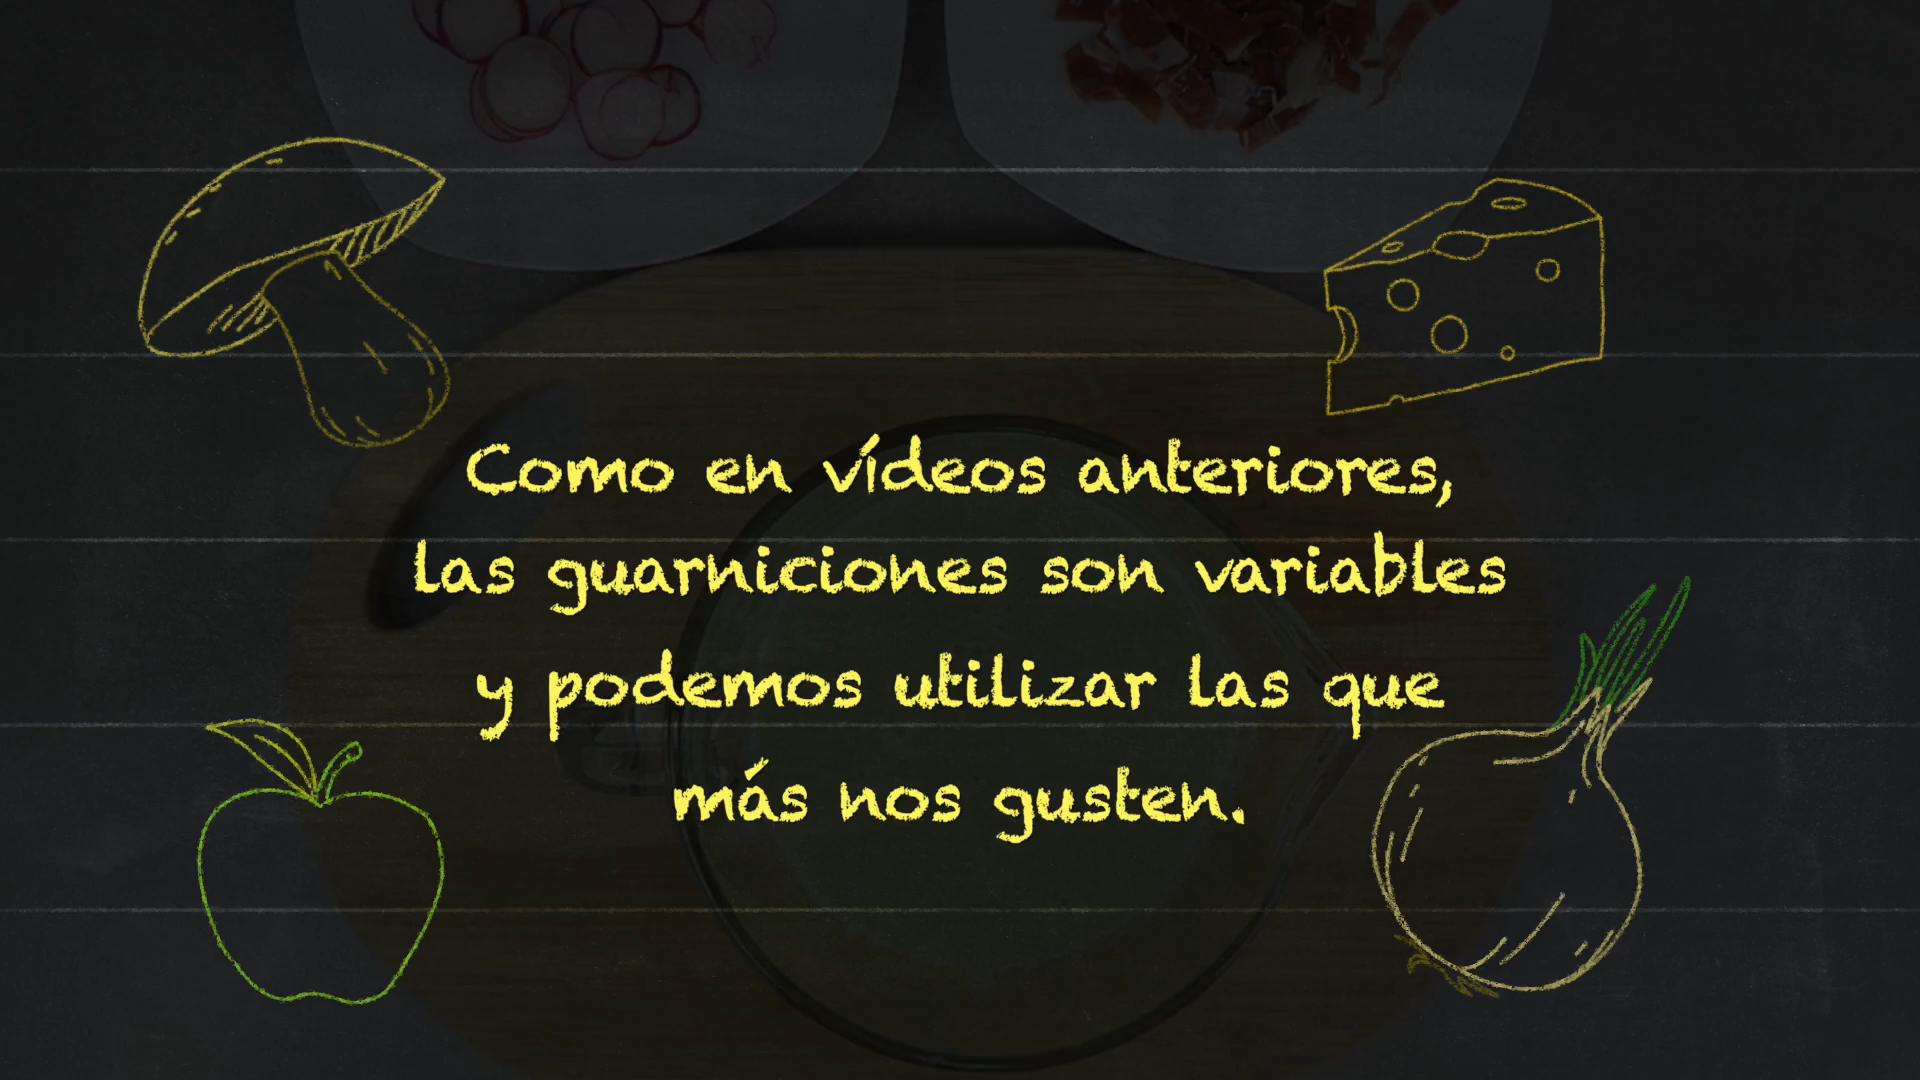 Como en vídeos anteriores,
las guarniciones son variables
y podemos utilizar las que
más nos gusten.